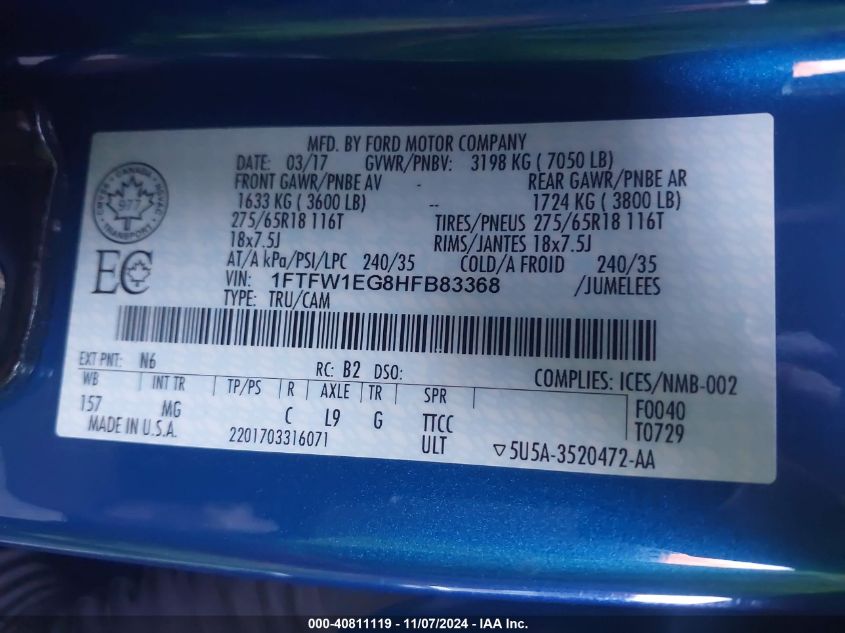 MFD. BY FORD MOTOR COMPANY
DATE: 03/17 GVWR/PNBV: 3198 KG ( 7050 LB)
FRONT GAWR/PNBE AV - REAR GAWR/PNBE AR
1633 KG ( 3600 LB) -- 1724 KG ( 3800 LB)
275/65R18 116T TIRES/PNEUS 275/65R18 116T
18x7.5J RIMS/JANTES 18x7.5J
AT/A kPa/PSI/LPC 240/35 COLD/A FROID 240/35
VIN: 1FTFW1EG8HFB83368 /JUMELEES
TYPE: TRU/CAM
CANADA
977
TRANSPORT
EC
EXT PNT: N6 RC: B2 DSO: COMPLIES: ICES/NMB-002
WB INT TR TP/PS R AXLE TR SPR F0040
157 MG C L9 G TTCC T0729
MADE IN U.S.A. 2201703316071 ULT ▽5U5A-3520472-AA
000-40811119 - 11/07/2024 - IAA Inc.